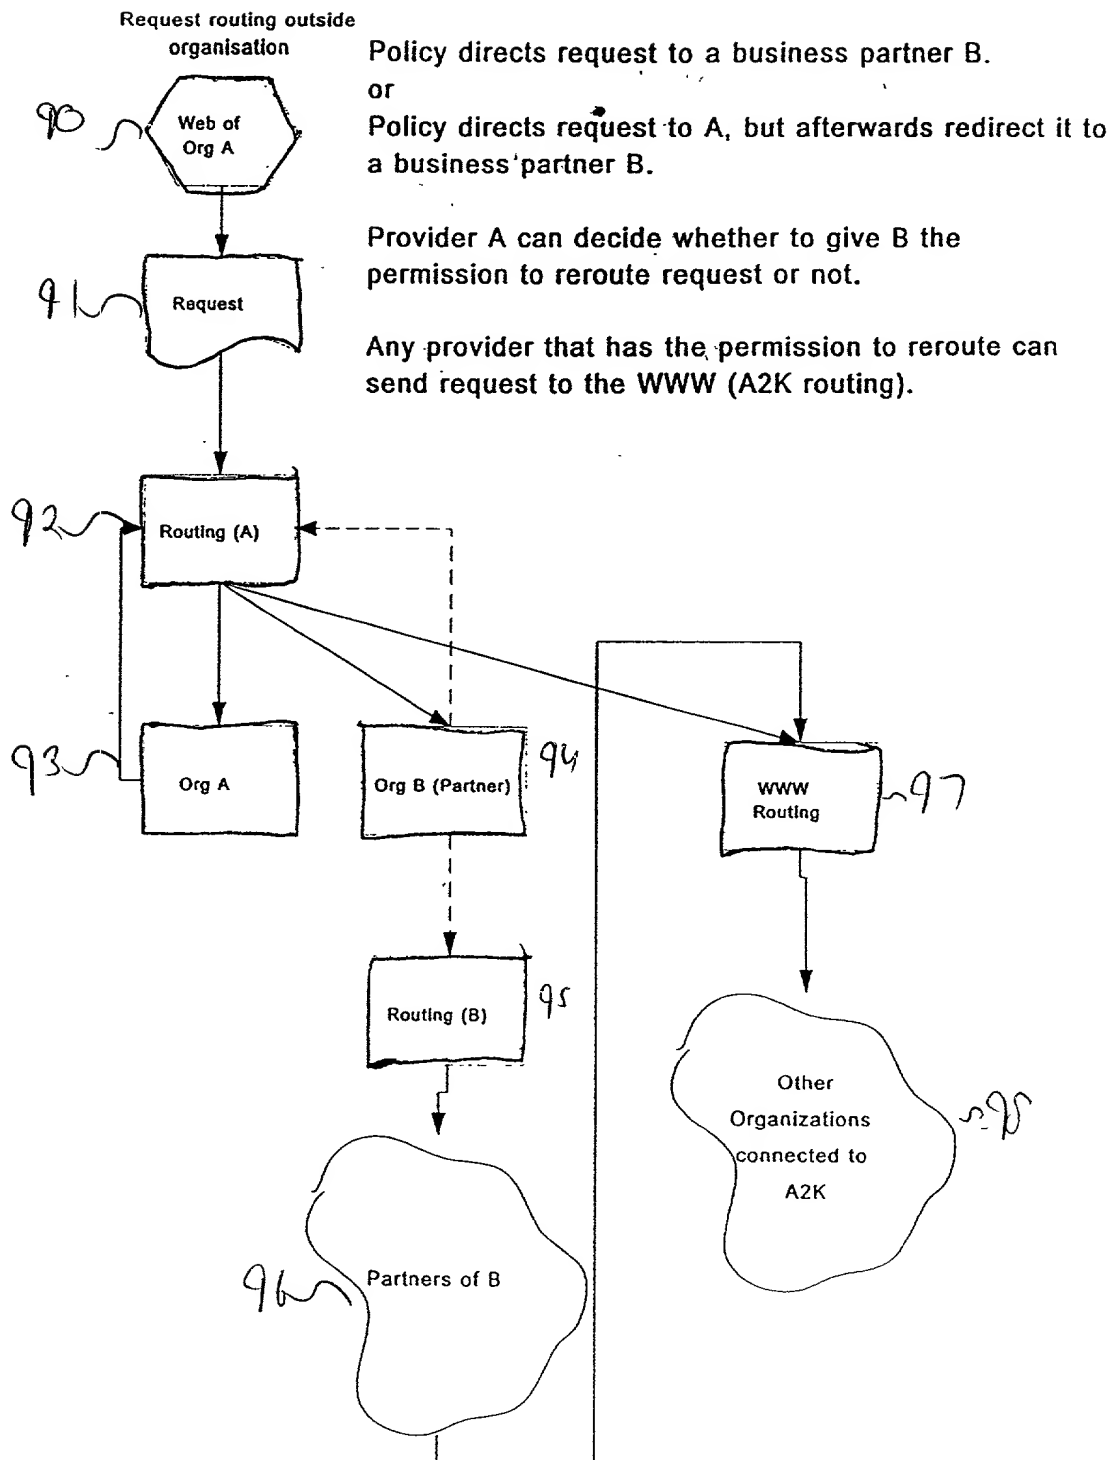 Request routing outside
organisation
Policy directs request to a business partner B.
or
Policy directs request to A, but afterwards redirect it to
a business partner B.
90
Web of
Org A
Provider A can decide whether to give B the
permission to reroute request or not.
91
Request
Any provider that has the permission to reroute can
send request to the WWW (A2K routing).
92
Routing (A)
93
Org A
Org B (Partner)
94
WWW
Routing
97
Routing (B)
95
Other
Organizations
connected to
A2K
96
Partners of B